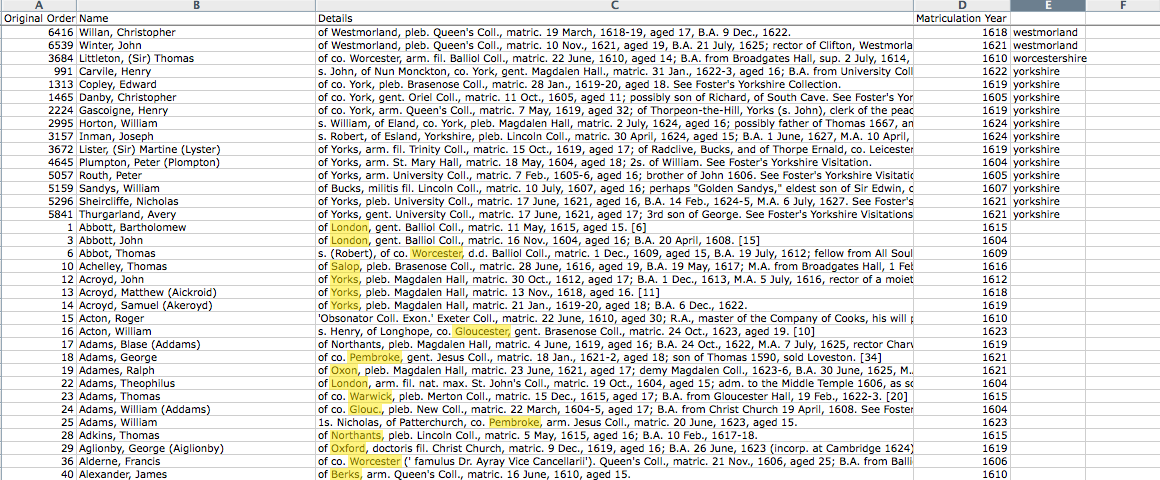 A B C D E F
Original Order Name Details Matriculation Year
6416 Willan, Christopher of Westmorland, pleb. Queen's Coll., matric. 19 March, 1618-19, aged 17, B.A. 9 Dec., 1622. 1618 westmorland
6539 Winter, John of Westmorland, pleb. Queen's Coll., matric. 10 Nov., 1621, aged 19, B.A. 21 July, 1625; rector of Clifton, Westmorla 1621 westmorland
3684 Littleton, (Sir) Thomas of co. Worcester, arm. fil. Balliol Coll., matric. 22 June, 1610, aged 14; B.A. from Broadgates Hall, sup. 2 July, 1614, 1610 worcestershire
991 Carvile, Henry s. John, of Nun Monckton, co. York, gent. Magdalen Hall, matric. 31 Jan., 1622-3, aged 16; B.A. from University Coll 1622 yorkshire
1313 Copley, Edward of co. York, pleb. Brasenose Coll., matric. 28 Jan., 1619-20, aged 18. See Foster's Yorkshire Collection. 1619 yorkshire
1465 Danby, Christopher of co. York, gent. Oriel Coll., matric. 11 Oct., 1605, aged 11; possibly son of Richard, of South Cave. See Foster's Yor 1605 yorkshire
2224 Gascoigne, Henry of co. York, arm. Queen's Coll., matric. 7 May, 1619, aged 32; of Thorpeon-the-Hill, Yorks (s. John), clerk of the peac 1619 yorkshire
2995 Horton, William s. William, of Eland, co. York, pleb. Magdalen Hall, matric. 2 July, 1624, aged 16; possibly father of Thomas 1667, an 1624 yorkshire
3157 Inman, Joseph s. Robert, of Esland, Yorkshire, pleb. Lincoln Coll., matric. 30 April, 1624, aged 15; B.A. 1 June, 1627, M.A. 10 April, 1624 yorkshire
3672 Lister, (Sir) Martine (Lyster) of Yorks, arm. fil. Trinity Coll., matric. 15 Oct., 1619, aged 17; of Radclive, Bucks, and of Thorpe Ernald, co. Leicester 1619 yorkshire
4645 Plumpton, Peter (Plompton) of Yorks, arm. St. Mary Hall, matric. 18 May, 1604, aged 18; 2s. of William. See Foster's Yorkshire Visitation. 1604 yorkshire
5057 Routh, Peter of Yorks, arm. University Coll., matric. 7 Feb., 1605-6, aged 16; brother of John 1606. See Foster's Yorkshire Visitatio 1605 yorkshire
5159 Sandys, William of Bucks, militis fil. Lincoln Coll., matric. 10 July, 1607, aged 16; perhaps "Golden Sandys," eldest son of Sir Edwin, c 1607 yorkshire
5296 Sheircliffe, Nicholas of Yorks, pleb. University Coll., matric. 17 June, 1621, aged 16, B.A. 14 Feb., 1624-5, M.A. 6 July, 1627. See Foster's 1621 yorkshire
5841 Thurgarland, Avery of Yorks, gent. University Coll., matric. 17 June, 1621, aged 17; 3rd son of George. See Foster's Yorkshire Visitations 1621 yorkshire
1 Abbott, Bartholomew of London, gent. Balliol Coll., matric. 11 May, 1615, aged 15. [6] 1615
3 Abbott, John of London, gent. Balliol Coll., matric. 16 Nov., 1604, aged 16; B.A. 20 April, 1608. [15] 1604
6 Abbot, Thomas s. (Robert), of co. Worcester, d.d. Balliol Coll., matric. 1 Dec., 1609, aged 15, B.A. 19 July, 1612; fellow from All Soul 1609
10 Achelley, Thomas of Salop, pleb. Brasenose Coll., matric. 28 June, 1616, aged 19, B.A. 19 May, 1617; M.A. from Broadgates Hall, 1 Feb 1616
12 Acroyd, John of Yorks, pleb. Magdalen Hall, matric. 30 Oct., 1612, aged 17; B.A. 1 Dec., 1613, M.A. 5 July, 1616, rector of a moiet 1612
13 Acroyd, Matthew (Aickroid) of Yorks, pleb. Magdalen Hall, matric. 13 Nov., 1618, aged 16. [11] 1618
14 Acroyd, Samuel (Akeroyd) of Yorks, pleb. Magdalen Hall, matric. 21 Jan., 1619-20, aged 18; B.A. 6 Dec., 1622. 1619
15 Acton, Roger 'Obsonator Coll. Exon.' Exeter Coll., matric. 22 June, 1610, aged 30; R.A., master of the Company of Cooks, his will p 1610
16 Acton, William s. Henry, of Longhope, co. Gloucester, gent. Brasenose Coll., matric. 24 Oct., 1623, aged 19. [10] 1623
17 Adams, Blase (Addams) of Northants, pleb. Magdalen Hall, matric. 4 June, 1619, aged 16; B.A. 24 Oct., 1622, M.A. 7 July, 1625, rector Charv 1619
18 Adams, George of co. Pembroke, gent. Jesus Coll., matric. 18 Jan., 1621-2, aged 18; son of Thomas 1590, sold Loveston. [34] 1621
19 Adames, Ralph of Oxon, pleb. Magdalen Hall, matric. 23 June, 1621, aged 17; demy Magdalen Coll., 1623-6, B.A. 30 June, 1625, M. 1621
22 Adams, Theophilus of London, arm. fil. nat. max. St. John's Coll., matric. 19 Oct., 1604, aged 15; adm. to the Middle Temple 1606, as so 1604
23 Adams, Thomas of co. Warwick, pleb. Merton Coll., matric. 15 Dec., 1615, aged 17; B.A. from Gloucester Hall, 19 Feb., 1622-3. [20] 1615
24 Adams, William (Addams) of co. Glouc., pleb. New Coll., matric. 22 March, 1604-5, aged 17; B.A. from Christ Church 19 April, 1608. See Foster 1604
25 Adams, William 1s. Nicholas, of Patterchurch, co. Pembroke, arm. Jesus Coll., matric. 20 June, 1623, aged 15. 1623
28 Adkins, Thomas of Northants, pleb. Lincoln Coll., matric. 5 May, 1615, aged 16; B.A. 10 Feb., 1617-18. 1615
29 Aglionby, George (Aiglionby) of Oxford, doctoris fil. Christ Church, matric. 9 Dec., 1619, aged 16; B.A. 26 June, 1623 (incorp. at Cambridge 1624) 1619
36 Alderne, Francis of co. Worcester (' famulus Dr. Ayray Vice Cancellarii'). Queen's Coll., matric. 21 Nov., 1606, aged 25; B.A. from Balli 1606
40 Alexander, James of Berks, arm. Queen's Coll., matric. 16 June, 1610, aged 15. 1610